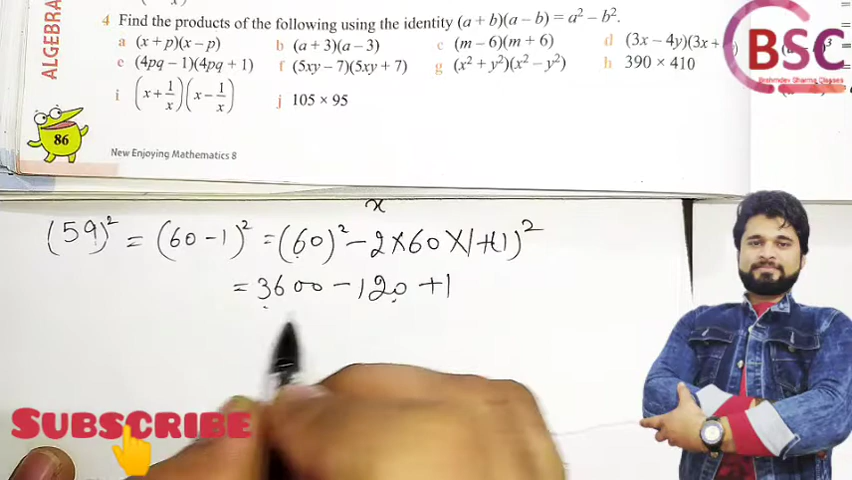 4 Find the products of the following using the identity (a + b)(a − b) = a² − b².
a (x + p)(x − p) b (a + 3)(a − 3) c (m − 6)(m + 6) d (3x − 4y)(3x +
e (4pq − 1)(4pq + 1) f (5xy − 7)(5xy + 7) g (x² + y²)(x² − y²) h 390 × 410
i (x + 1/x)(x − 1/x) j 105 × 95
ALGEBRA
86
New Enjoying Mathematics 8
BSC
x
(59)² = (60 − 1)² = (60)² − 2×60×1+(1)²
= 3600 − 120 + 1
SUBSCRIBE